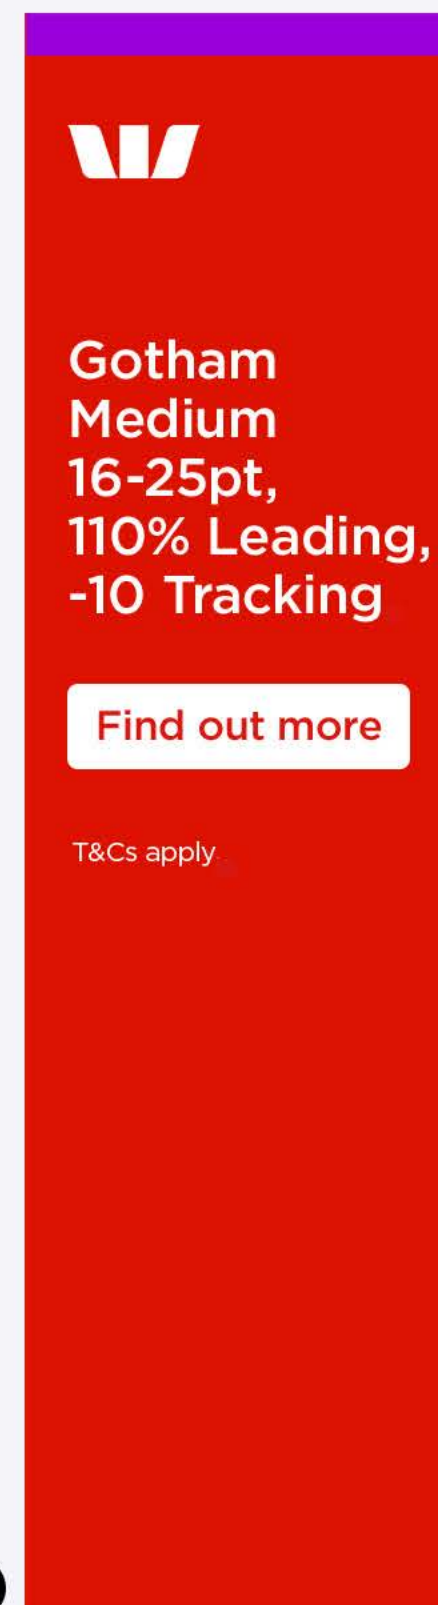 Gotham
Medium
16-25pt,
110% Leading,
-10 Tracking
Find out more
T&Cs apply.